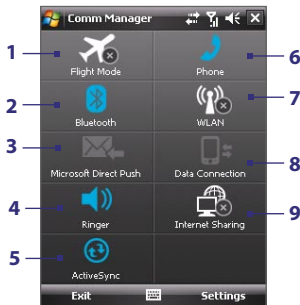 Comm Manager
1 Flight Mode
Phone 6
2 Bluetooth
WLAN 7
3 Microsoft Direct Push
Data Connection 8
4 Ringer
Internet Sharing 9
5 ActiveSync
Exit Settings